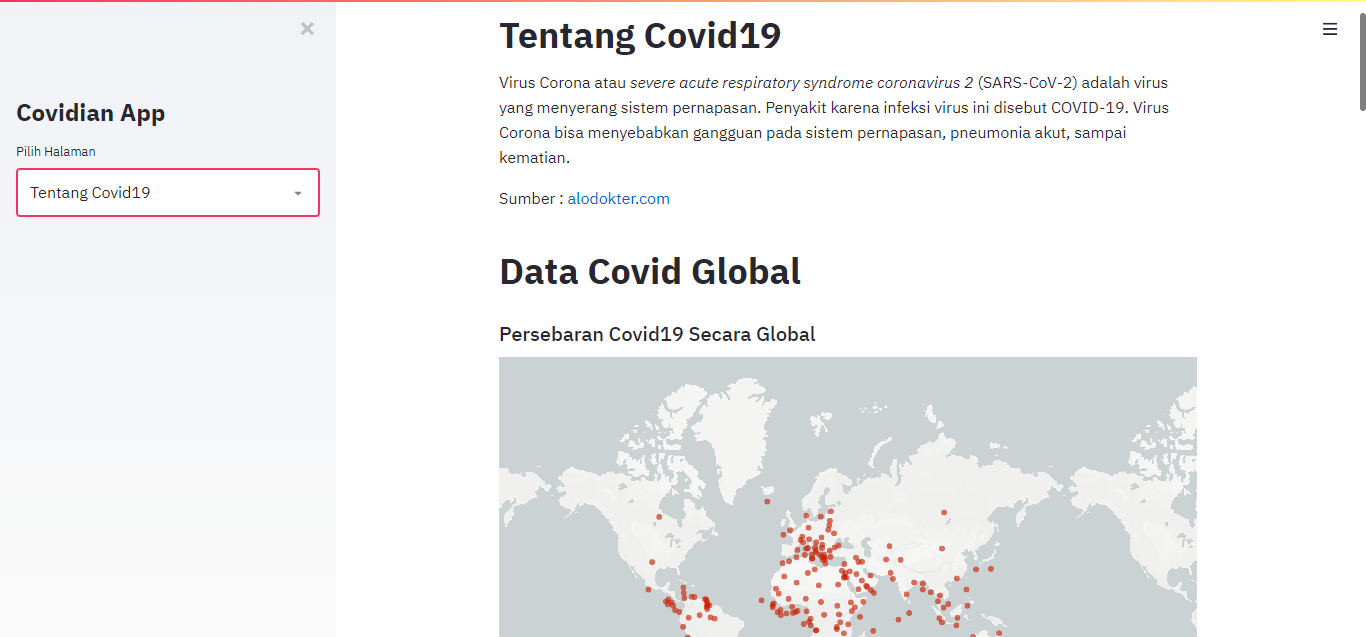 Covidian App
Pilih Halaman
Tentang Covid19
Tentang Covid19
Virus Corona atau severe acute respiratory syndrome coronavirus 2 (SARS-CoV-2) adalah virus
yang menyerang sistem pernapasan. Penyakit karena infeksi virus ini disebut COVID-19. Virus
Corona bisa menyebabkan gangguan pada sistem pernapasan, pneumonia akut, sampai
kematian.
Sumber : alodokter.com
Data Covid Global
Persebaran Covid19 Secara Global